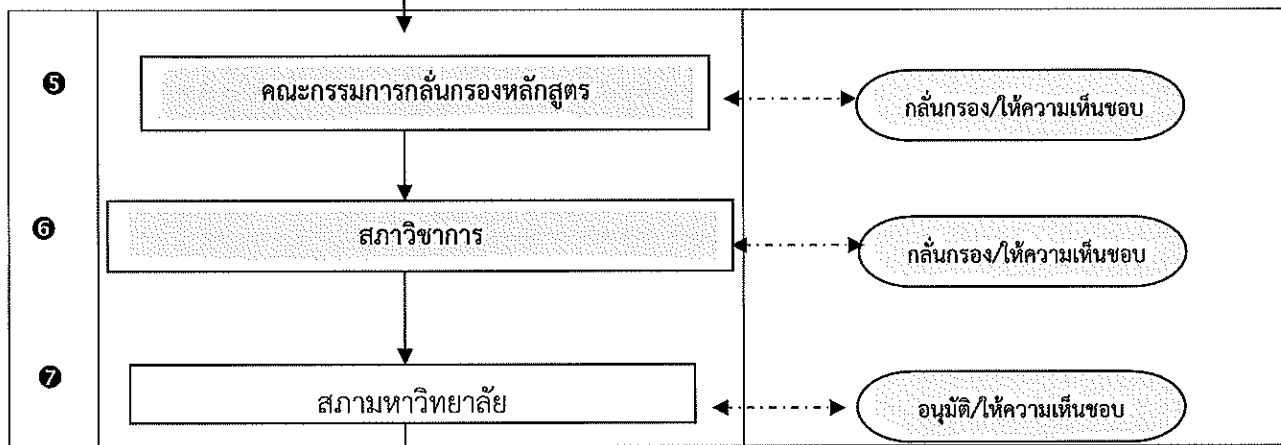 ❺
คณะกรรมการกลั่นกรองหลักสูตร
กลั่นกรอง/ให้ความเห็นชอบ
❻
สภาวิชาการ
กลั่นกรอง/ให้ความเห็นชอบ
❼
สภามหาวิทยาลัย
อนุมัติ/ให้ความเห็นชอบ